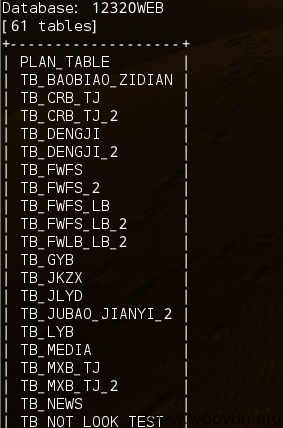 Database: 12320WEB
[61 tables]
+-------------------+
| PLAN_TABLE |
| TB_BAOBIAO_ZIDIAN |
| TB_CRB_TJ |
| TB_CRB_TJ_2 |
| TB_DENGJI |
| TB_DENGJI_2 |
| TB_FWFS |
| TB_FWFS_2 |
| TB_FWFS_LB |
| TB_FWFS_LB_2 |
| TB_FWLB_LB_2 |
| TB_GYB |
| TB_JKZX |
| TB_JLYD |
| TB_JUBAO_JIANYI_2 |
| TB_LYB |
| TB_MEDIA |
| TB_MXB_TJ |
| TB_MXB_TJ_2 |
| TB_NEWS |
| TB_NOT_LOOK_TEST |